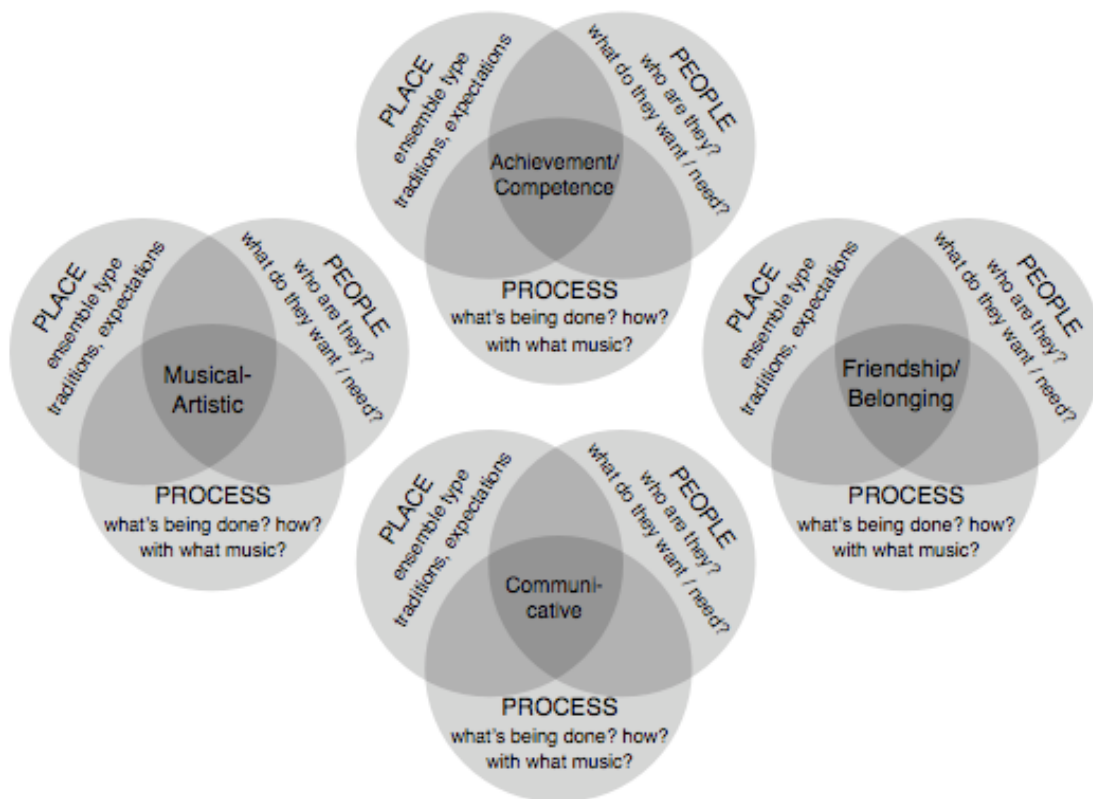 PLACE
ensemble type
traditions, expectations
PEOPLE
who are they?
what do they want / need?
Achievement/
Competence
PROCESS
what's being done? how?
with what music?
PLACE
ensemble type
traditions, expectations
PEOPLE
who are they?
what do they want / need?
Musical-
Artistic
PROCESS
what's being done? how?
with what music?
PLACE
ensemble type
traditions, expectations
PEOPLE
who are they?
what do they want / need?
Friendship/
Belonging
PROCESS
what's being done? how?
with what music?
PLACE
ensemble type
traditions, expectations
PEOPLE
who are they?
what do they want / need?
Communi-
cative
PROCESS
what's being done? how?
with what music?